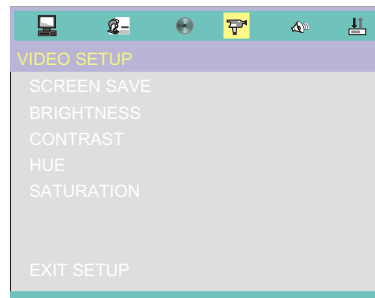 VIDEO SETUP
SCREEN SAVE
BRIGHTNESS
CONTRAST
HUE
SATURATION
EXIT SETUP